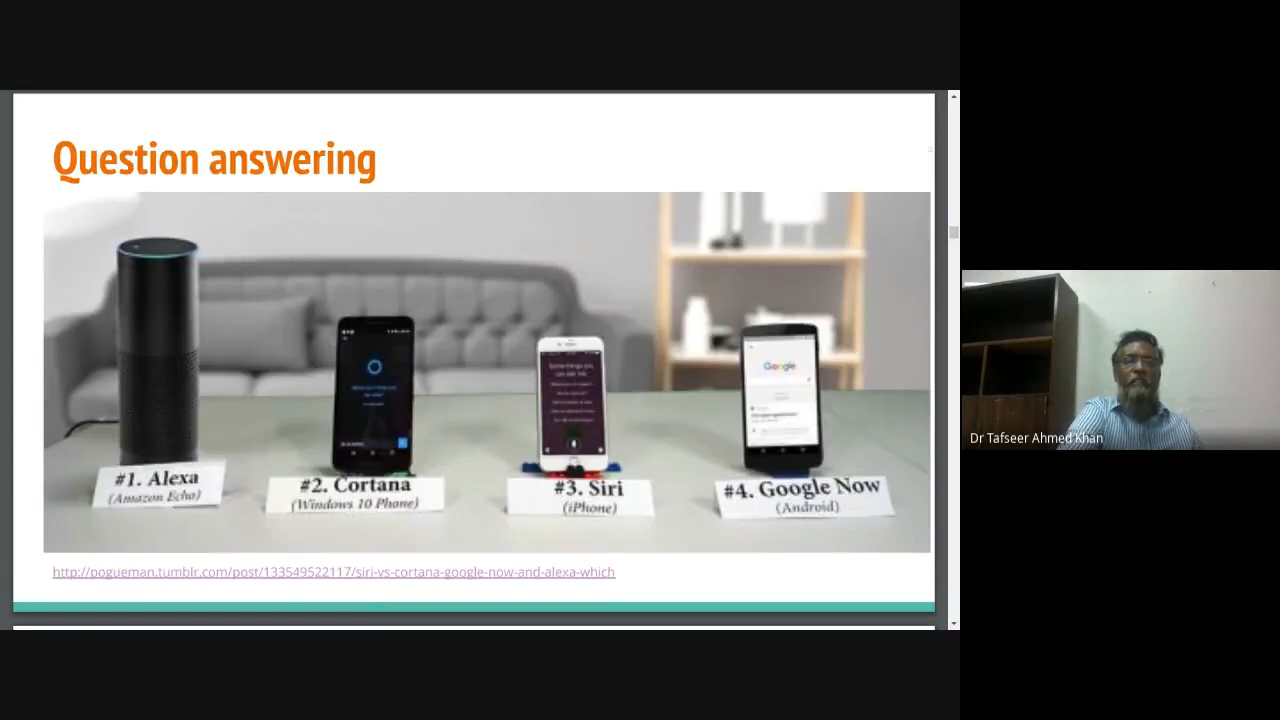 Question answering
#1. Alexa
(Amazon Echo)
#2. Cortana
(Windows 10 Phone)
#3. Siri
(iPhone)
#4. Google Now
(Android)
Google
http://pogueman.tumblr.com/post/133549522117/siri-vs-cortana-google-now-and-alexa-which
Dr Tafseer Ahmed Khan